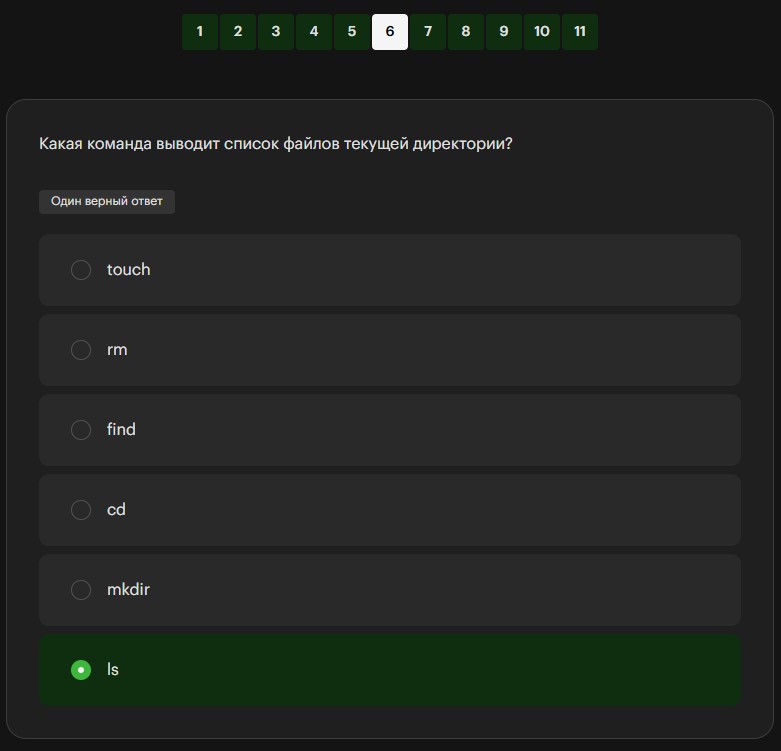 1 2 3 4 5 6 7 8 9 10 11
Какая команда выводит список файлов текущей директории?
Один верный ответ
touch
rm
find
cd
mkdir
ls